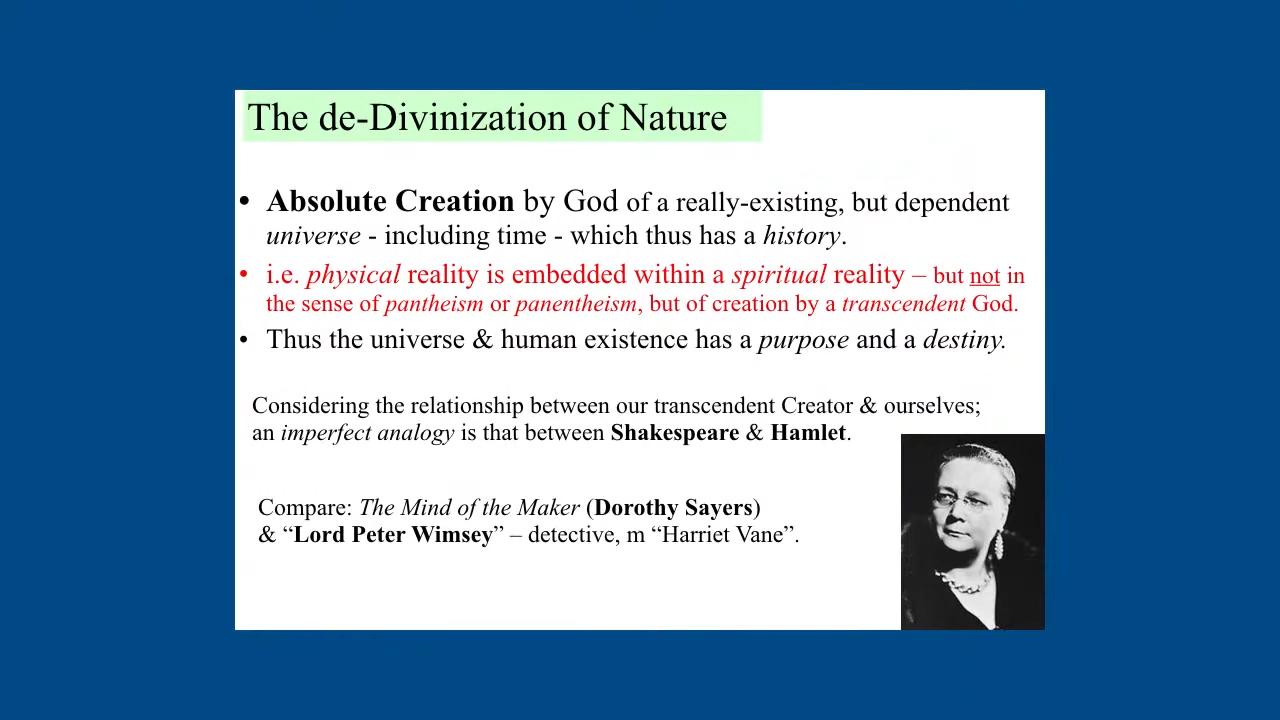 The de-Divinization of Nature
• Absolute Creation by God of a really-existing, but dependent
universe - including time - which thus has a history.
• i.e. physical reality is embedded within a spiritual reality – but not in
the sense of pantheism or panentheism, but of creation by a transcendent God.
• Thus the universe & human existence has a purpose and a destiny.
Considering the relationship between our transcendent Creator & ourselves;
an imperfect analogy is that between Shakespeare & Hamlet.
Compare: The Mind of the Maker (Dorothy Sayers)
& “Lord Peter Wimsey” – detective, m “Harriet Vane”.